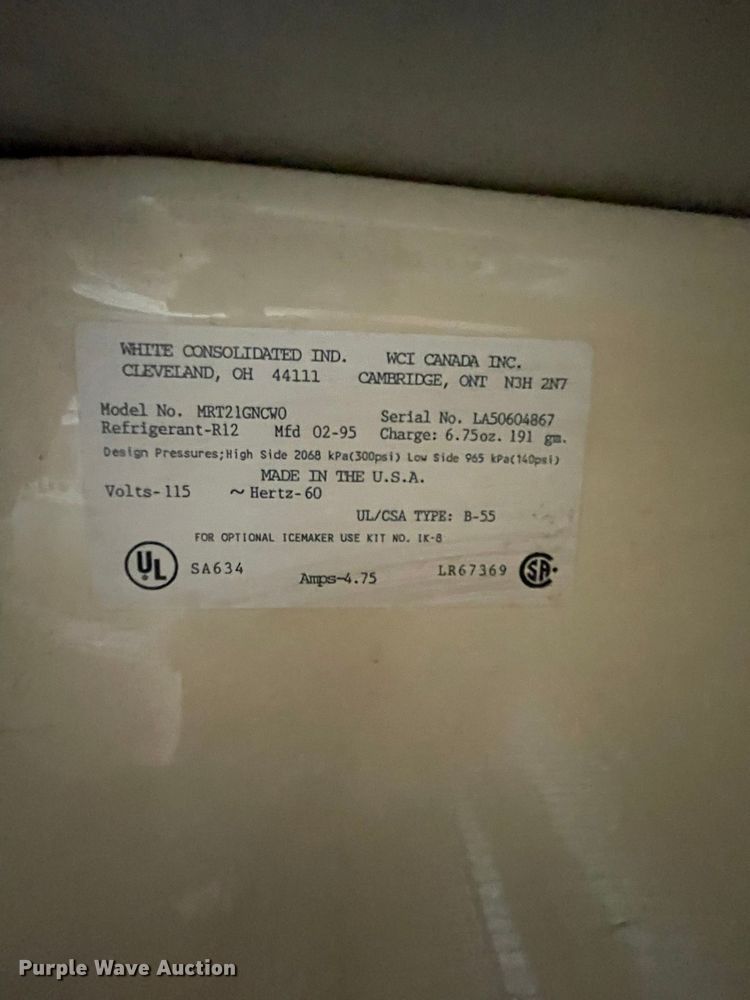 WHITE CONSOLIDATED IND. WCI CANADA INC.
CLEVELAND, OH 44111 CAMBRIDGE, ONT N3H 2N7
Model No. MRT21GNCW0 Serial No. LA50604867
Refrigerant-R12 Mfd 02-95 Charge: 6.75oz. 191 gm.
Design Pressures;High Side 2068 kPa(300psi) Low Side 965 kPa(140psi)
MADE IN THE U.S.A.
Volts-115 ~Hertz-60
UL/CSA TYPE: B-55
FOR OPTIONAL ICEMAKER USE KIT NO. IK-8
UL SA634 Amps-4.75 LR67369 SA
Purple Wave Auction